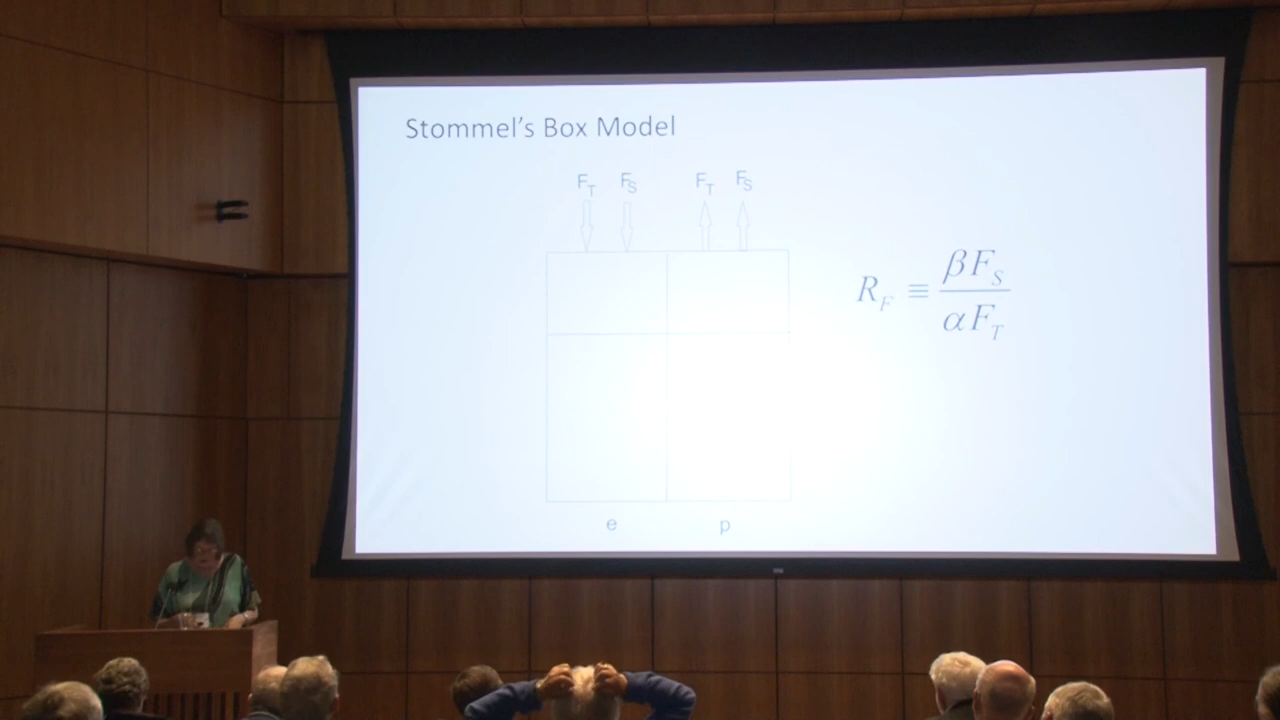 Stommel's Box Model
F_T F_S F_T F_S
R_F ≡ βF_S / αF_T
e p